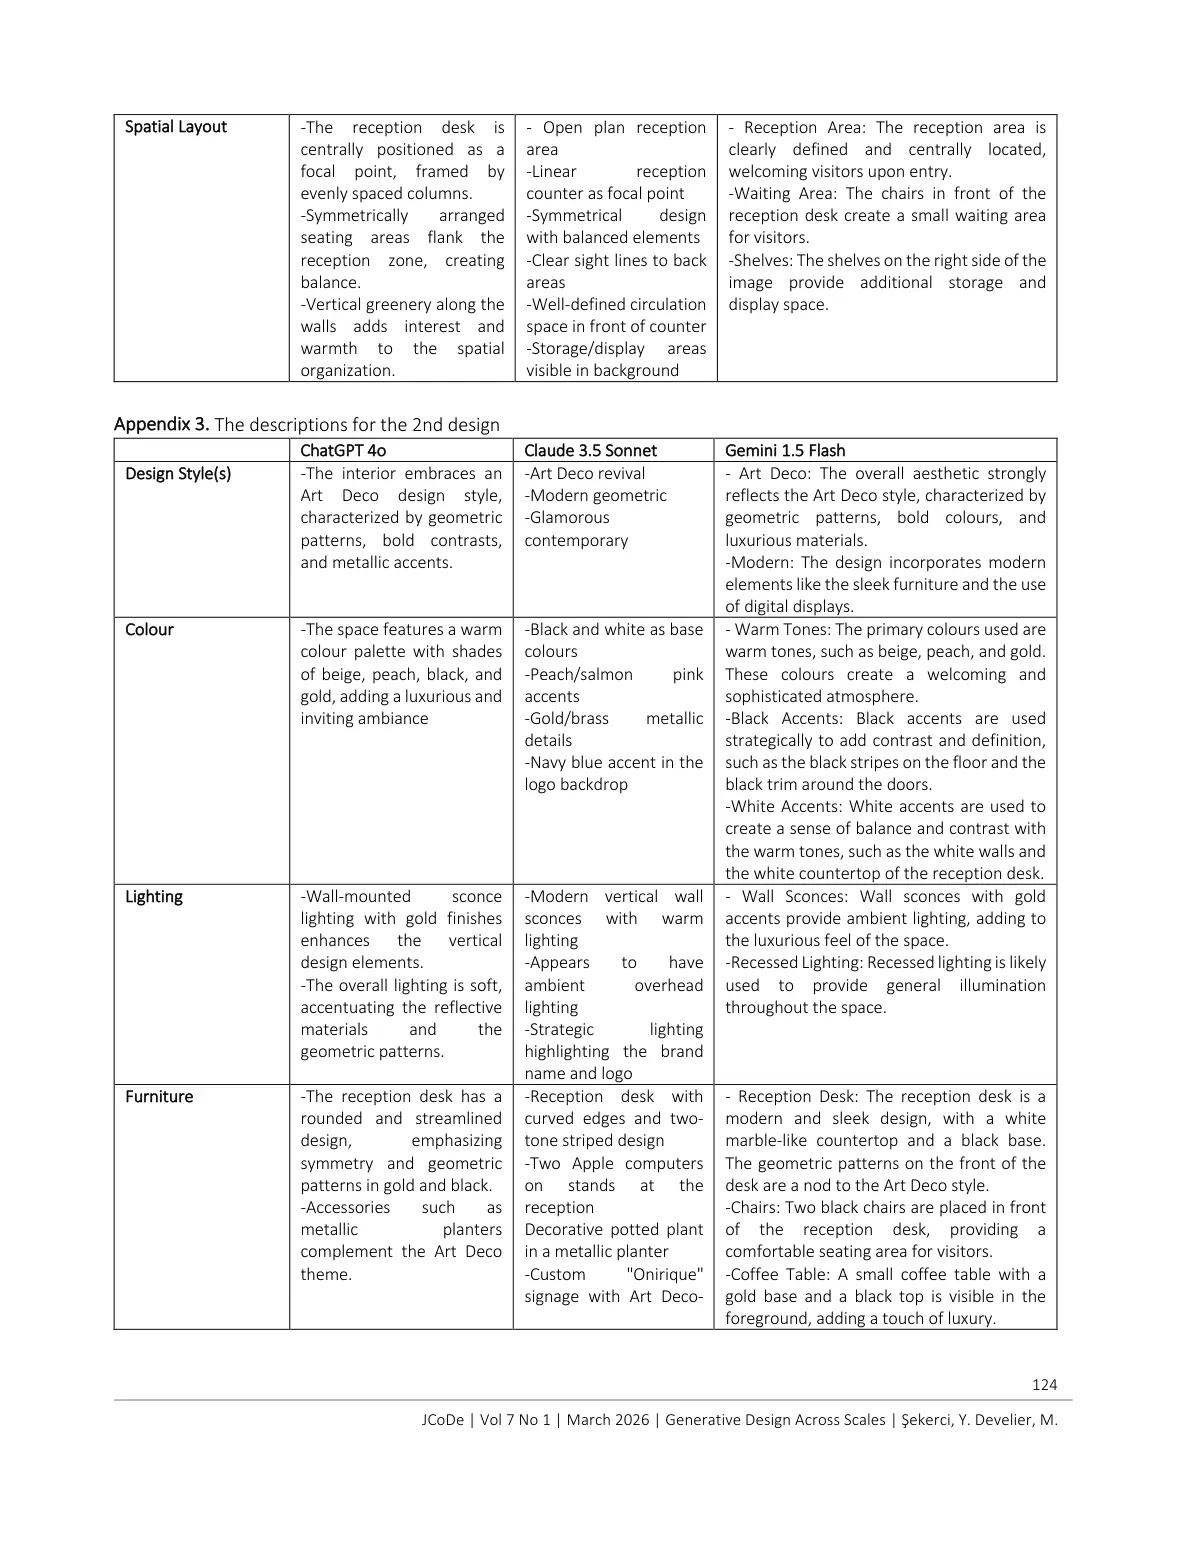 Spatial Layout
-The reception desk is
centrally positioned as a
focal point, framed by
evenly spaced columns.
-Symmetrically arranged
seating areas flank the
reception zone, creating
balance.
-Vertical greenery along the
walls adds interest and
warmth to the spatial
organization.
- Open plan reception
area
-Linear reception
counter as focal point
-Symmetrical design
with balanced elements
-Clear sight lines to back
areas
-Well-defined circulation
space in front of counter
-Storage/display areas
visible in background
- Reception Area: The reception area is
clearly defined and centrally located,
welcoming visitors upon entry.
-Waiting Area: The chairs in front of the
reception desk create a small waiting area
for visitors.
-Shelves: The shelves on the right side of the
image provide additional storage and
display space.
Appendix 3. The descriptions for the 2nd design
ChatGPT 4o
Claude 3.5 Sonnet
Gemini 1.5 Flash
Design Style(s)
-The interior embraces an
Art Deco design style,
characterized by geometric
patterns, bold contrasts,
and metallic accents.
-Art Deco revival
-Modern geometric
-Glamorous
contemporary
- Art Deco: The overall aesthetic strongly
reflects the Art Deco style, characterized by
geometric patterns, bold colours, and
luxurious materials.
-Modern: The design incorporates modern
elements like the sleek furniture and the use
of digital displays.
Colour
-The space features a warm
colour palette with shades
of beige, peach, black, and
gold, adding a luxurious and
inviting ambiance
-Black and white as base
colours
-Peach/salmon pink
accents
-Gold/brass metallic
details
-Navy blue accent in the
logo backdrop
- Warm Tones: The primary colours used are
warm tones, such as beige, peach, and gold.
These colours create a welcoming and
sophisticated atmosphere.
-Black Accents: Black accents are used
strategically to add contrast and definition,
such as the black stripes on the floor and the
black trim around the doors.
-White Accents: White accents are used to
create a sense of balance and contrast with
the warm tones, such as the white walls and
the white countertop of the reception desk.
Lighting
-Wall-mounted sconce
lighting with gold finishes
enhances the vertical
design elements.
-The overall lighting is soft,
accentuating the reflective
materials and the
geometric patterns.
-Modern vertical wall
sconces with warm
lighting
-Appears to have
ambient overhead
lighting
-Strategic lighting
highlighting the brand
name and logo
- Wall Sconces: Wall sconces with gold
accents provide ambient lighting, adding to
the luxurious feel of the space.
-Recessed Lighting: Recessed lighting is likely
used to provide general illumination
throughout the space.
Furniture
-The reception desk has a
rounded and streamlined
design, emphasizing
symmetry and geometric
patterns in gold and black.
-Accessories such as
metallic planters
complement the Art Deco
theme.
-Reception desk with
curved edges and two-
tone striped design
-Two Apple computers
on stands at the
reception
Decorative potted plant
in a metallic planter
-Custom "Onirique"
signage with Art Deco-
- Reception Desk: The reception desk is a
modern and sleek design, with a white
marble-like countertop and a black base.
The geometric patterns on the front of the
desk are a nod to the Art Deco style.
-Chairs: Two black chairs are placed in front
of the reception desk, providing a
comfortable seating area for visitors.
-Coffee Table: A small coffee table with a
gold base and a black top is visible in the
foreground, adding a touch of luxury.
124
JCoDe | Vol 7 No 1 | March 2026 | Generative Design Across Scales | Şekerci, Y. Develier, M.